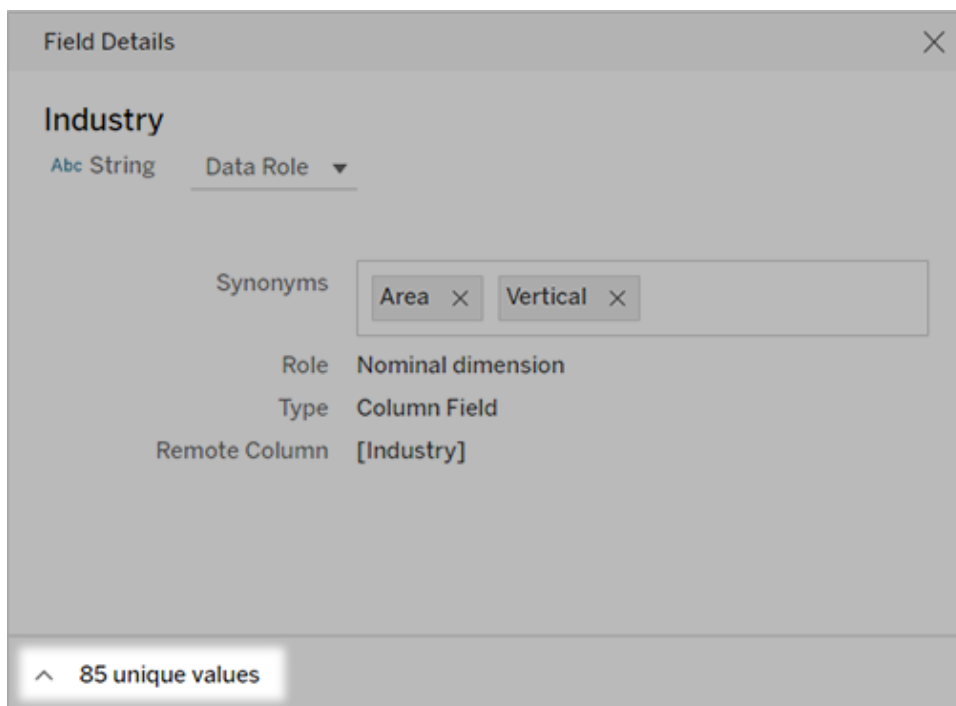 Field Details
Industry
Abc String Data Role
Synonyms Area Vertical
Role Nominal dimension
Type Column Field
Remote Column [Industry]
85 unique values